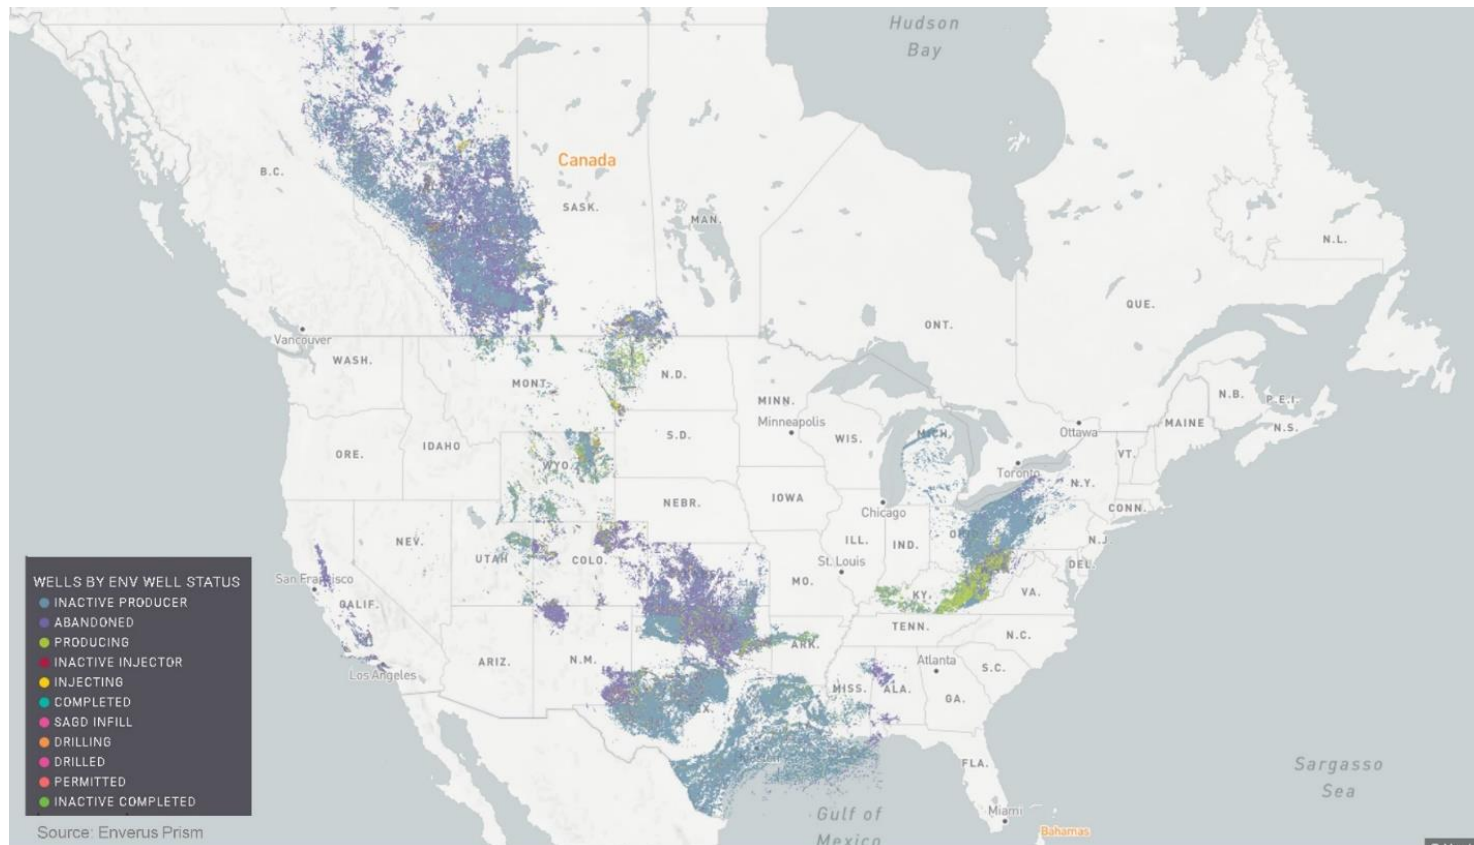 Hudson
Bay
Canada
B.C.
SASK.
MAN.
N.L.
QUE.
ONT.
Vancouver
WASH.
MONT.
N.D.
MINN.
Minneapolis
N.B.
P.E.I.
N.S.
MAINE
Ottawa
ORE.
IDAHO
WYO.
S.D.
WIS.
MICH.
Toronto
VT.
N.Y.
CONN.
NEBR.
IOWA
Chicago
NEV.
UTAH
COLO.
ILL.
IND.
N.J.
DEL.
St. Louis
MO.
KY.
VA.
San Francisco
CALIF.
TENN.
N.C.
ARIZ.
N.M.
ARK.
Los Angeles
Atlanta
S.C.
MISS.
ALA.
GA.
FLA.
Sargasso
Sea
Gulf of
Mexico
Miami
Bahamas
WELLS BY ENV WELL STATUS
INACTIVE PRODUCER
ABANDONED
PRODUCING
INACTIVE INJECTOR
INJECTING
COMPLETED
SAGD INFILL
DRILLING
DRILLED
PERMITTED
INACTIVE COMPLETED
Source: Enverus Prism